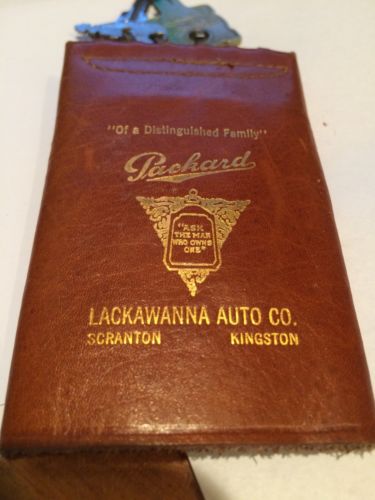 "Of a Distinguished Family"
Packard
"ASK
THE MAN
WHO OWNS
ONE"
LACKAWANNA AUTO CO.
SCRANTON KINGSTON